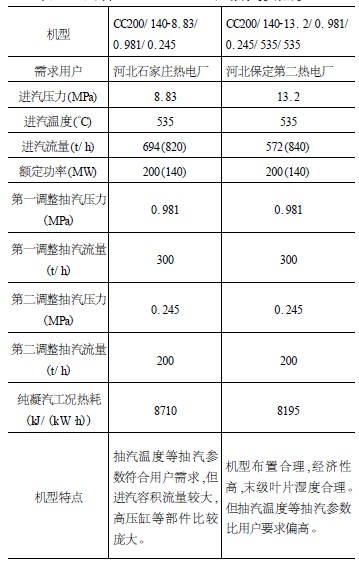 机型
CC200/140-8.83/
0.981/0.245
CC200/140-13.2/0.981/
0.245/535/535
需求用户
河北石家庄热电厂
河北保定第二热电厂
进汽压力(MPa)
8.83
13.2
进汽温度(℃)
535
535
进汽流量(t/h)
694(820)
572(840)
额定功率(MW)
200(140)
200(140)
第一调整抽汽压力
(MPa)
0.981
0.981
第一调整抽汽流量
(t/h)
300
300
第二调整抽汽压力
(MPa)
0.245
0.245
第二调整抽汽流量
(t/h)
200
200
纯凝汽工况热耗
(kJ/(kW·h))
8710
8195
机型特点
抽汽温度等抽汽参
数符合用户需求,但
进汽容积流量较大,
高压缸等部件比较
庞大。
机型布置合理,经济性
高,末级叶片湿度合理。
但抽汽温度等抽汽参数
比用户要求偏高。